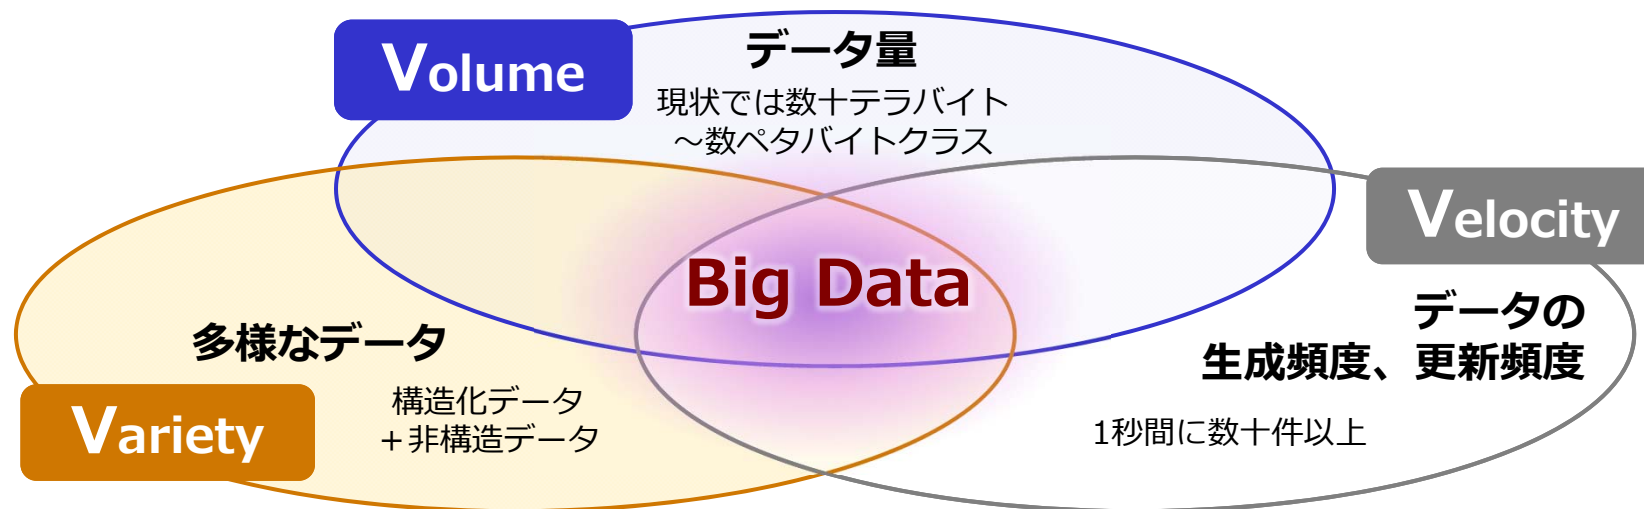 Volume
データ量
現状では数十テラバイト
～数ペタバイトクラス
Velocity
Big Data
データの
生成頻度、更新頻度
1秒間に数十件以上
多様なデータ
構造化データ
＋非構造データ
Variety